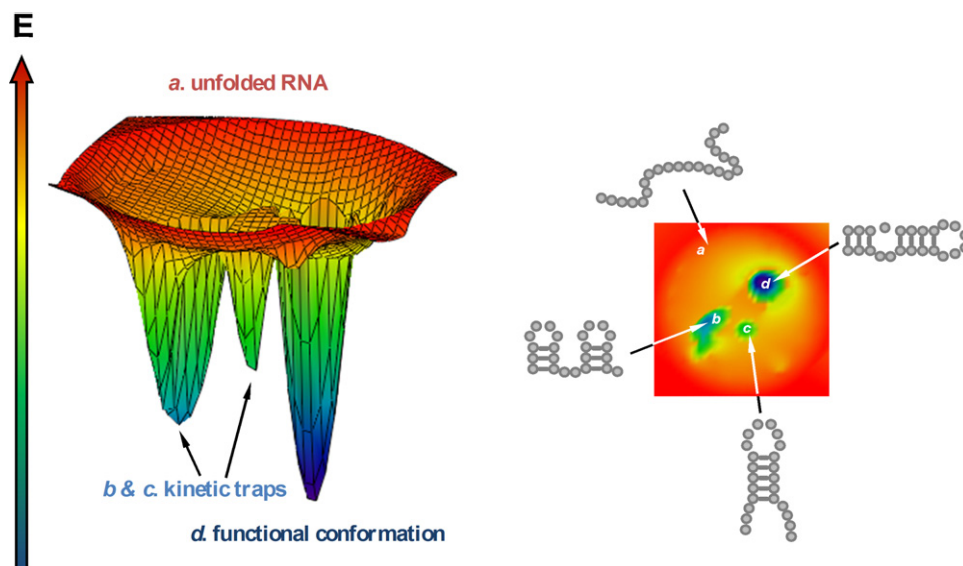 E
a. unfolded RNA
b & c. kinetic traps
d. functional conformation
a
d
b
c